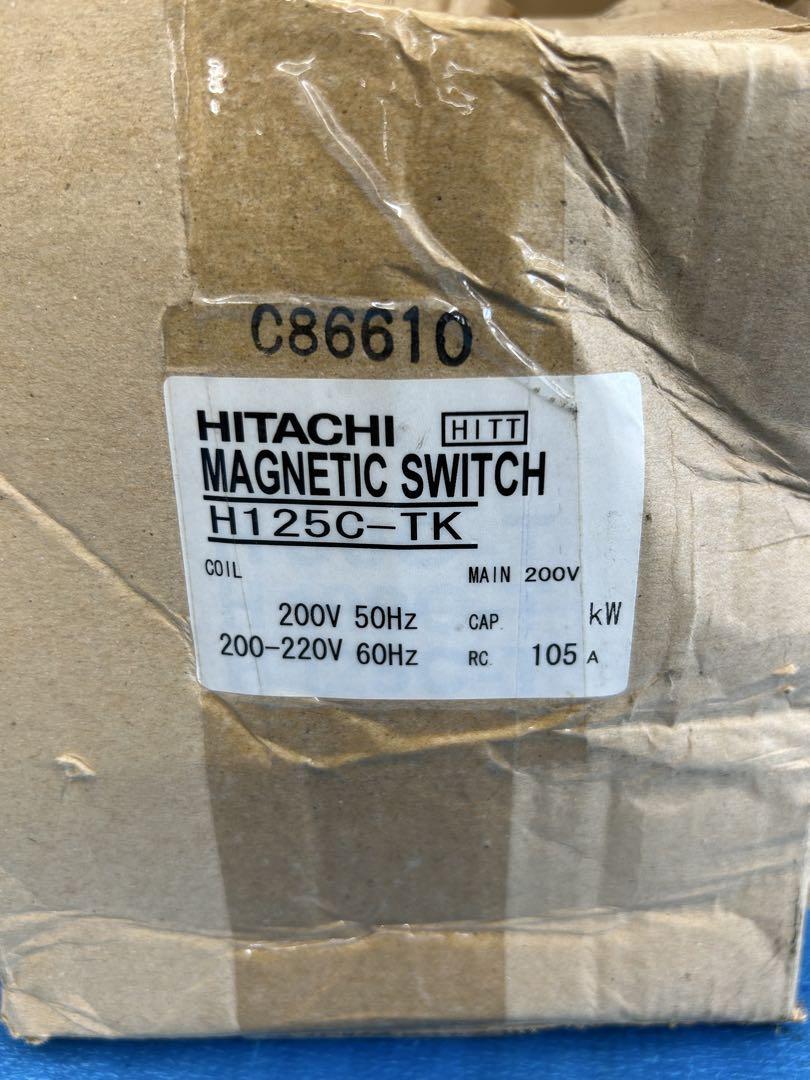 C86610
HITACHI HITT
MAGNETIC SWITCH
H125C-TK
COIL MAIN 200V
200V 50Hz CAP. kW
200-220V 60Hz RC. 105 A